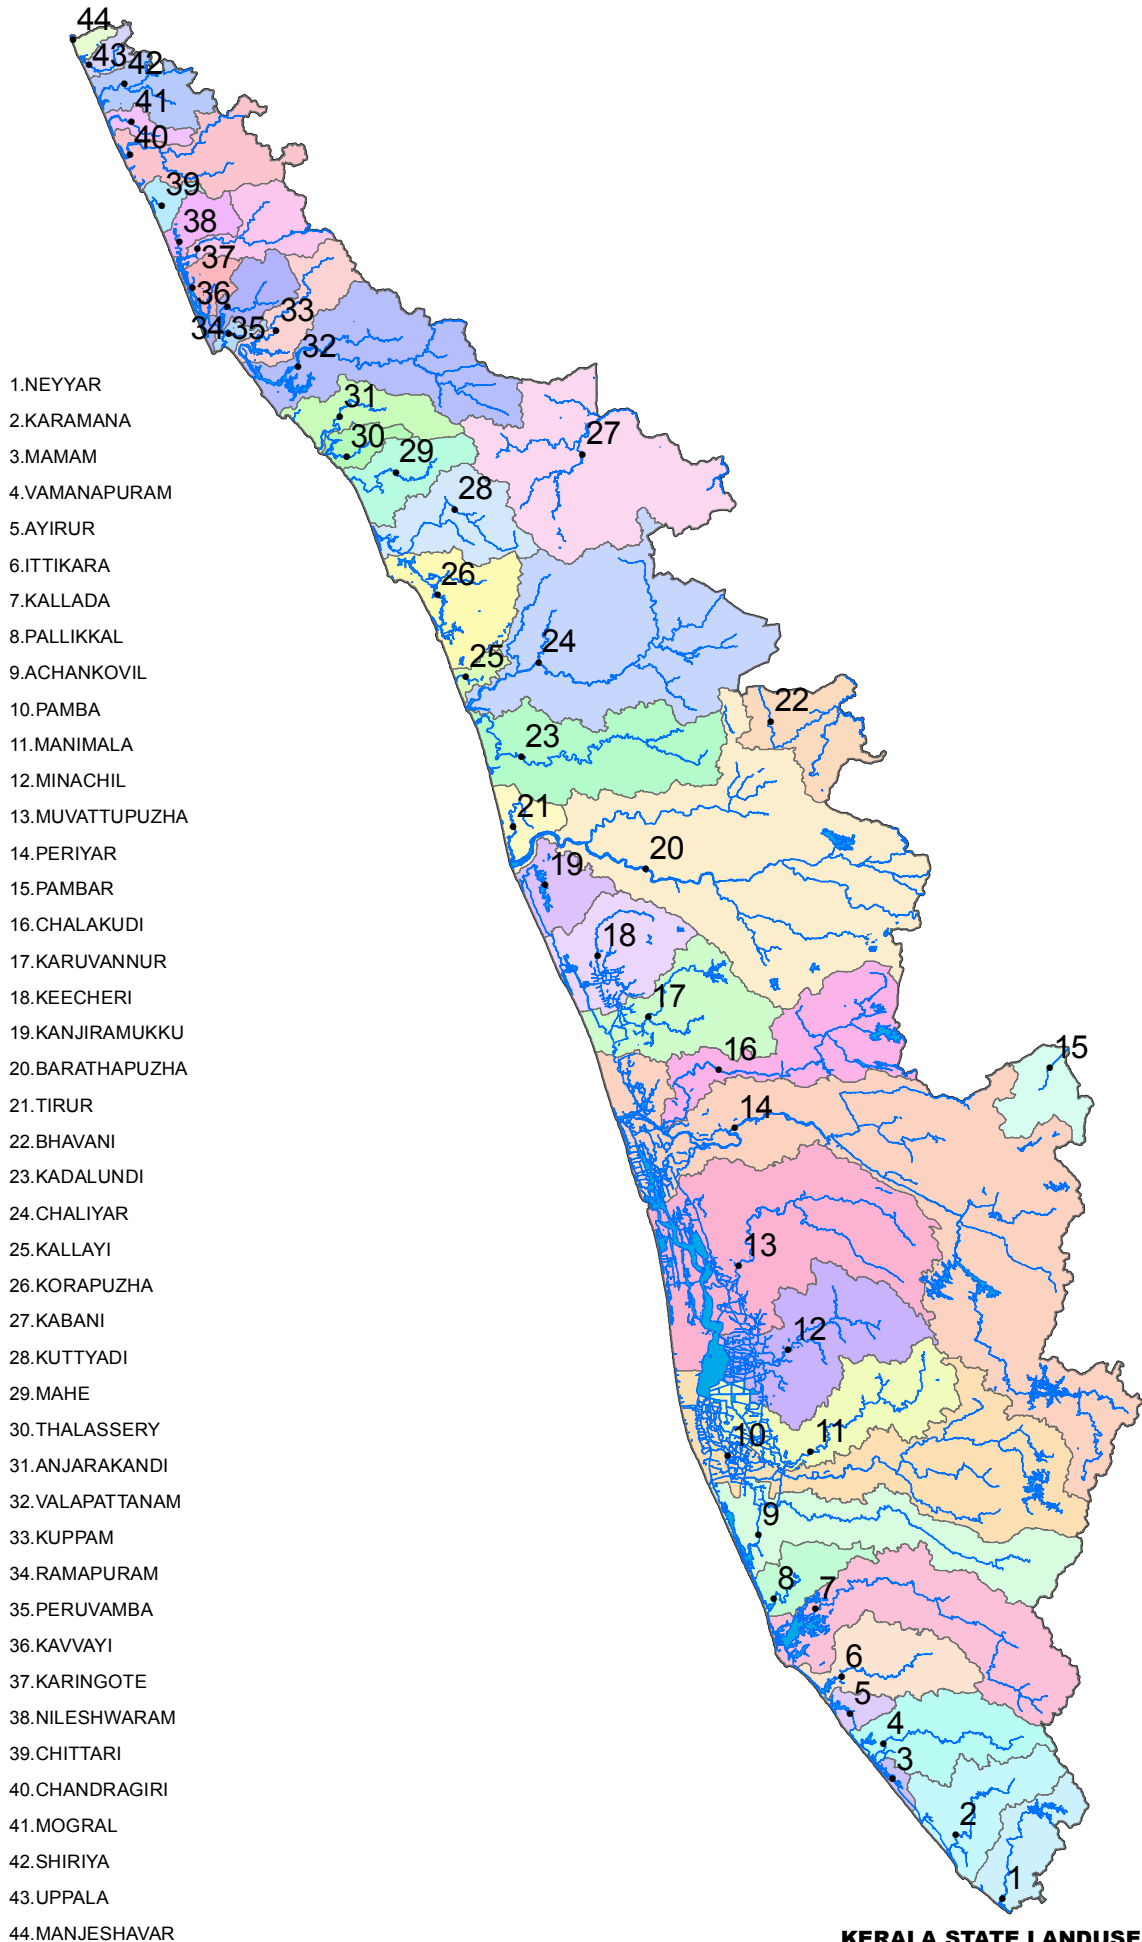 44
43
42
41
40
39
38
37
36
34 35
33
32
31
30
29
28
27
26
25
24
23
22
21
20
19
18
17
16
15
14
13
12
11
10
9
8
7
6
5
4
3
2
1
1.NEYYAR
2.KARAMANA
3.MAMAM
4.VAMANAPURAM
5.AYIRUR
6.ITTIKARA
7.KALLADA
8.PALLIKKAL
9.ACHANKOVIL
10.PAMBA
11.MANIMALA
12.MINACHIL
13.MUVATTUPUZHA
14.PERIYAR
15.PAMBAR
16.CHALAKUDI
17.KARUVANNUR
18.KEECHERI
19.KANJIRAMUKKU
20.BARATHAPUZHA
21.TIRUR
22.BHAVANI
23.KADALUNDI
24.CHALIYAR
25.KALLAYI
26.KORAPUZHA
27.KABANI
28.KUTTYADI
29.MAHE
30.THALASSERY
31.ANJARAKANDI
32.VALAPATTANAM
33.KUPPAM
34.RAMAPURAM
35.PERUVAMBA
36.KAVVAYI
37.KARINGOTE
38.NILESHWARAM
39.CHITTARI
40.CHANDRAGIRI
41.MOGRAL
42.SHIRIYA
43.UPPALA
44.MANJESHAVAR
KERALA STATE LANDUSE